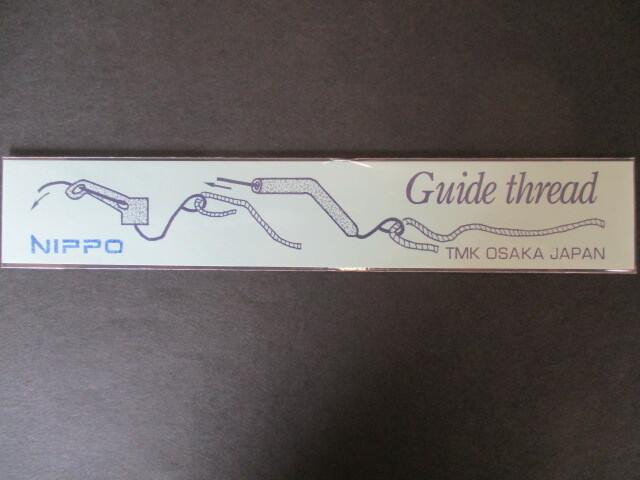 Guide thread
NIPPO
TMK OSAKA JAPAN